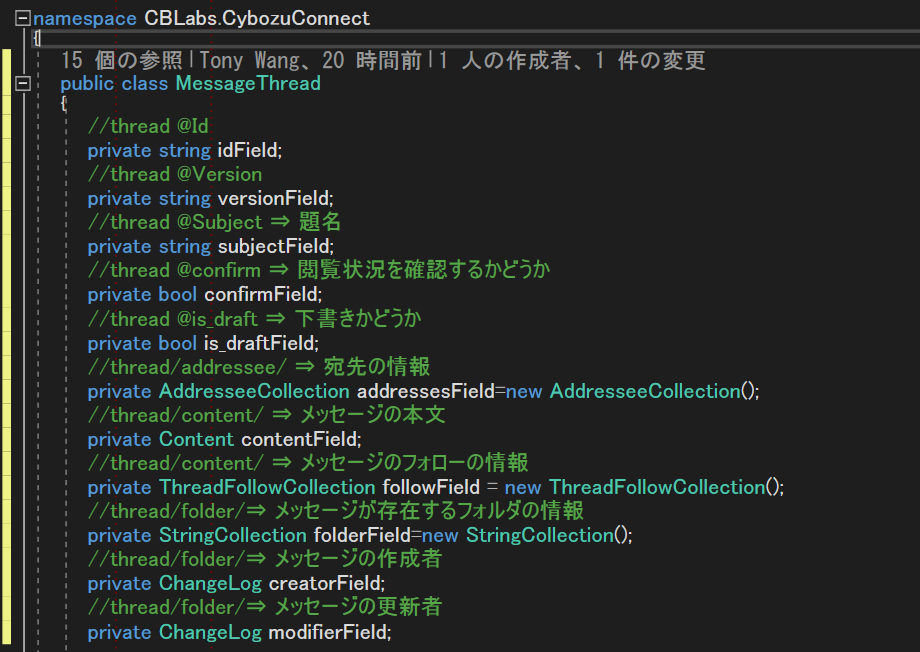 namespace CBLabs.CybozuConnect
{
15 個の参照|Tony Wang、20 時間前|1 人の作成者、1 件の変更
public class MessageThread
{
//thread @Id
private string idField;
//thread @Version
private string versionField;
//thread @Subject ⇒ 題名
private string subjectField;
//thread @confirm ⇒ 閲覧状況を確認するかどうか
private bool confirmField;
//thread @is_draft ⇒ 下書きかどうか
private bool is_draftField;
//thread/addressee/ ⇒ 宛先の情報
private AddresseeCollection addressesField=new AddresseeCollection();
//thread/content/ ⇒ メッセージの本文
private Content contentField;
//thread/content/ ⇒ メッセージのフォローの情報
private ThreadFollowCollection followField = new ThreadFollowCollection();
//thread/folder/⇒ メッセージが存在するフォルダの情報
private StringCollection folderField=new StringCollection();
//thread/folder/⇒ メッセージの作成者
private ChangeLog creatorField;
//thread/folder/⇒ メッセージの更新者
private ChangeLog modifierField;